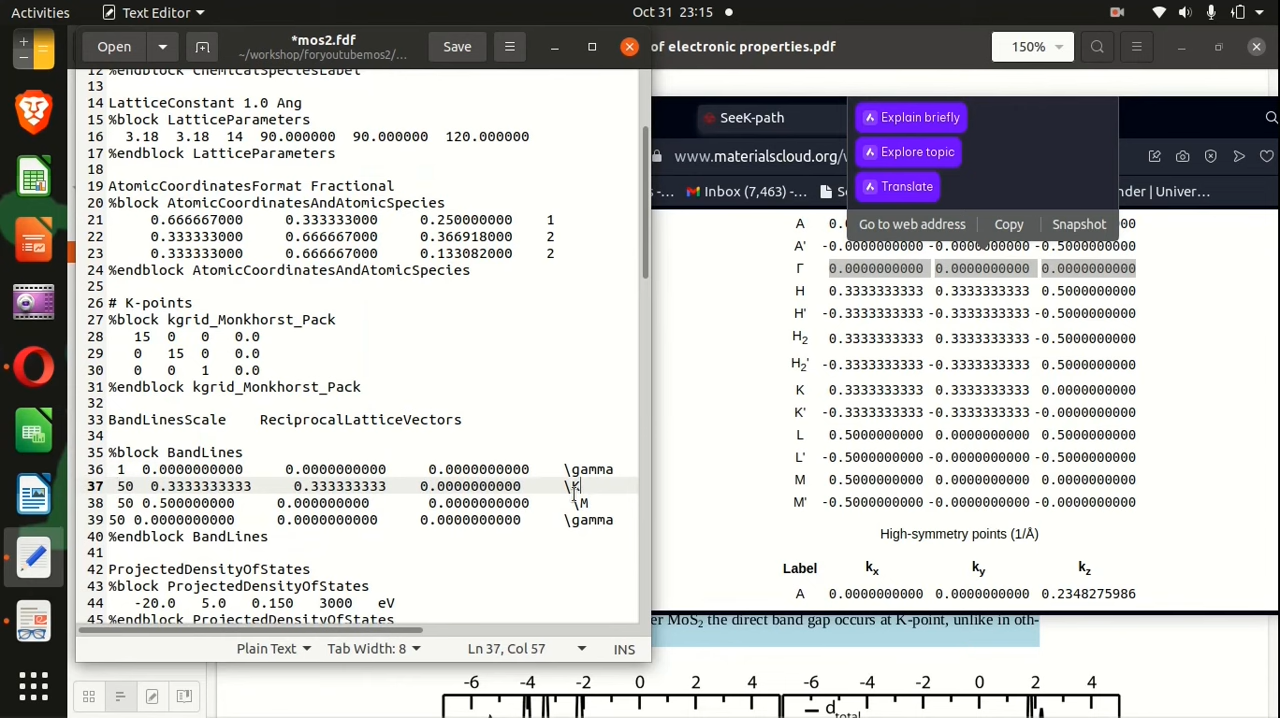 Activities
Text Editor
Oct 31 23:15
Open
*mos2.fdf
~/workshop/foryoutubemos2/…
Save
of electronic properties.pdf
150%
12 %endblock ChemicalSpeciesLabel
13
14 LatticeConstant 1.0 Ang
15 %block LatticeParameters
16 3.18 3.18 14 90.000000 90.000000 120.000000
17 %endblock LatticeParameters
18
19 AtomicCoordinatesFormat Fractional
20 %block AtomicCoordinatesAndAtomicSpecies
21 0.666667000 0.333333000 0.250000000 1
22 0.333333000 0.666667000 0.366918000 2
23 0.333333000 0.666667000 0.133082000 2
24 %endblock AtomicCoordinatesAndAtomicSpecies
25
26 # K-points
27 %block kgrid_Monkhorst_Pack
28 15 0 0 0.0
29 0 15 0 0.0
30 0 0 1 0.0
31 %endblock kgrid_Monkhorst_Pack
32
33 BandLinesScale ReciprocalLatticeVectors
34
35 %block BandLines
36 1 0.0000000000 0.0000000000 0.0000000000 \gamma
37 50 0.3333333333 0.333333333 0.0000000000 \K
38 50 0.500000000 0.0000000000 0.0000000000 \M
39 50 0.0000000000 0.0000000000 0.0000000000 \gamma
40 %endblock BandLines
41
42 ProjectedDensityOfStates
43 %block ProjectedDensityOfStates
44 -20.0 5.0 0.150 3000 eV
45 %endblock ProjectedDensityOfStates
Plain Text
Tab Width: 8
Ln 37, Col 57
INS
SeeK-path
www.materialscloud.org/
Inbox (7,463)
Univer…
Explain briefly
Explore topic
Translate
Go to web address
Copy
Snapshot
A
A' -0.0000000000 -0.0000000000 -0.5000000000
Γ 0.0000000000 0.0000000000 0.0000000000
H 0.3333333333 0.3333333333 0.5000000000
H' -0.3333333333 -0.3333333333 -0.5000000000
H₂ 0.3333333333 0.3333333333 -0.5000000000
H₂' -0.3333333333 -0.3333333333 0.5000000000
K 0.3333333333 0.3333333333 0.0000000000
K' -0.3333333333 -0.3333333333 -0.0000000000
L 0.5000000000 0.0000000000 0.5000000000
L' -0.5000000000 -0.0000000000 -0.5000000000
M 0.5000000000 0.0000000000 0.0000000000
M' -0.5000000000 -0.0000000000 -0.0000000000
High-symmetry points (1/Å)
Label kx ky kz
A 0.0000000000 0.0000000000 0.2348275986
er MoS₂ the direct band gap occurs at K-point, unlike in oth-
-6 -4 -2 0 2 4 -6 -4 -2 0 2 4
d total